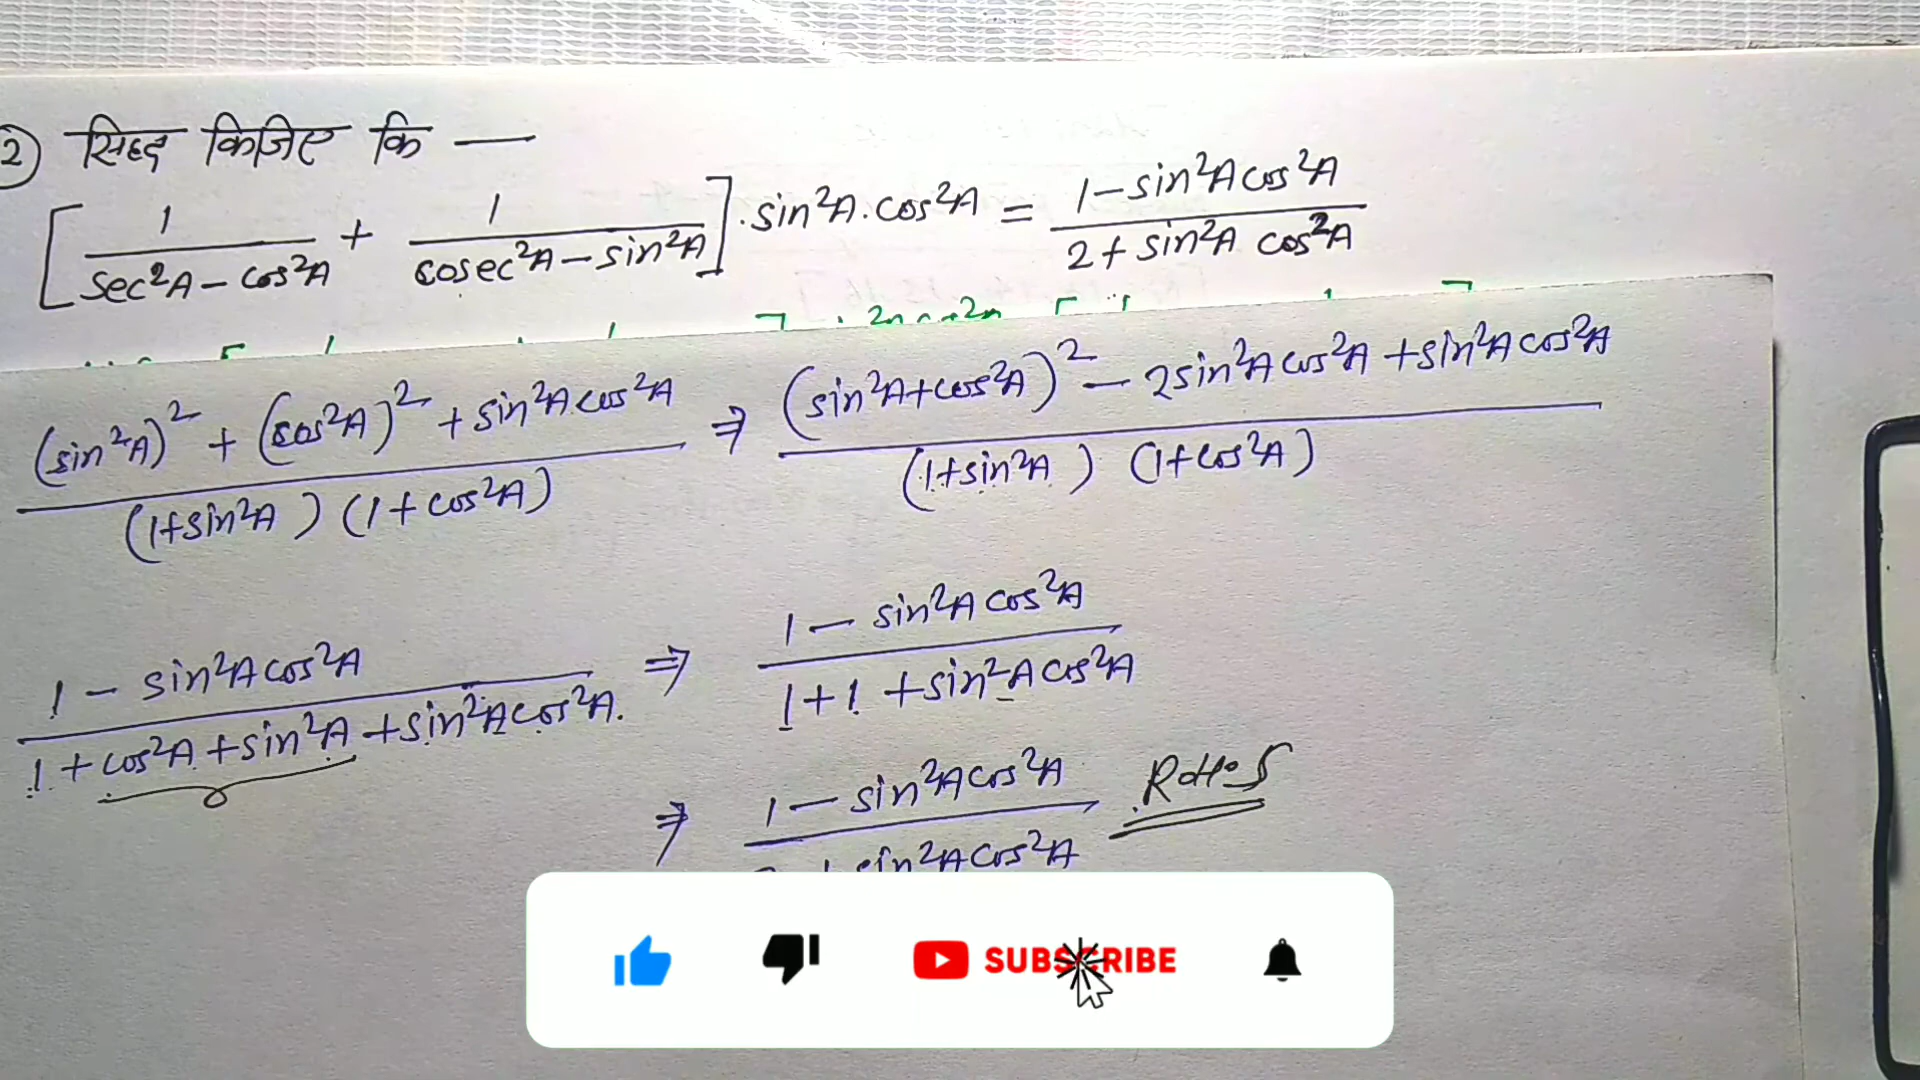 2) सिद्द किजिए कि —
[1/(sec²A – cos²A) + 1/(cosec²A – sin²A)] . sin²A . cos²A = (1 – sin²A cos²A)/(2 + sin²A cos²A)
((sin²A)² + (cos²A)² + sin²A cos²A)/((1+sin²A) (1+cos²A)) ⇒ ((sin²A+cos²A)² – 2sin²A cos²A + sin²A cos²A)/((1+sin²A) (1+cos²A))
(1 – sin²A cos²A)/(1 + cos²A + sin²A + sin²A cos²A.) ⇒ (1 – sin²A cos²A)/(1+1 + sin²A cos²A)
⇒ (1 – sin²A cos²A)/(+ sin²A cos²A)
SUBSCRIBE